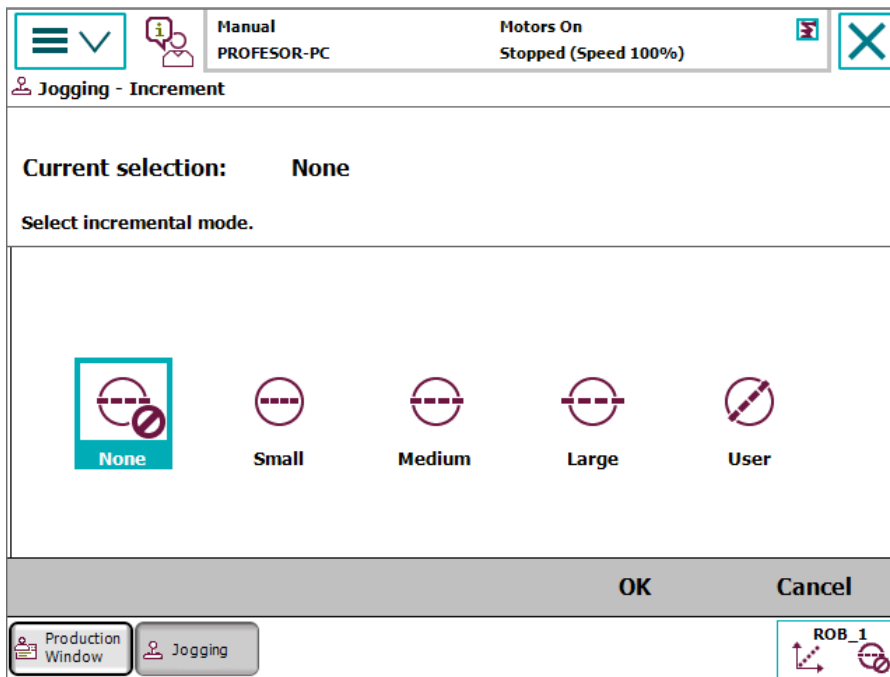 Manual
PROFESOR-PC
Motors On
Stopped (Speed 100%)
Jogging - Increment
Current selection: None
Select incremental mode.
None Small Medium Large User
OK Cancel
Production
Window
Jogging
ROB_1